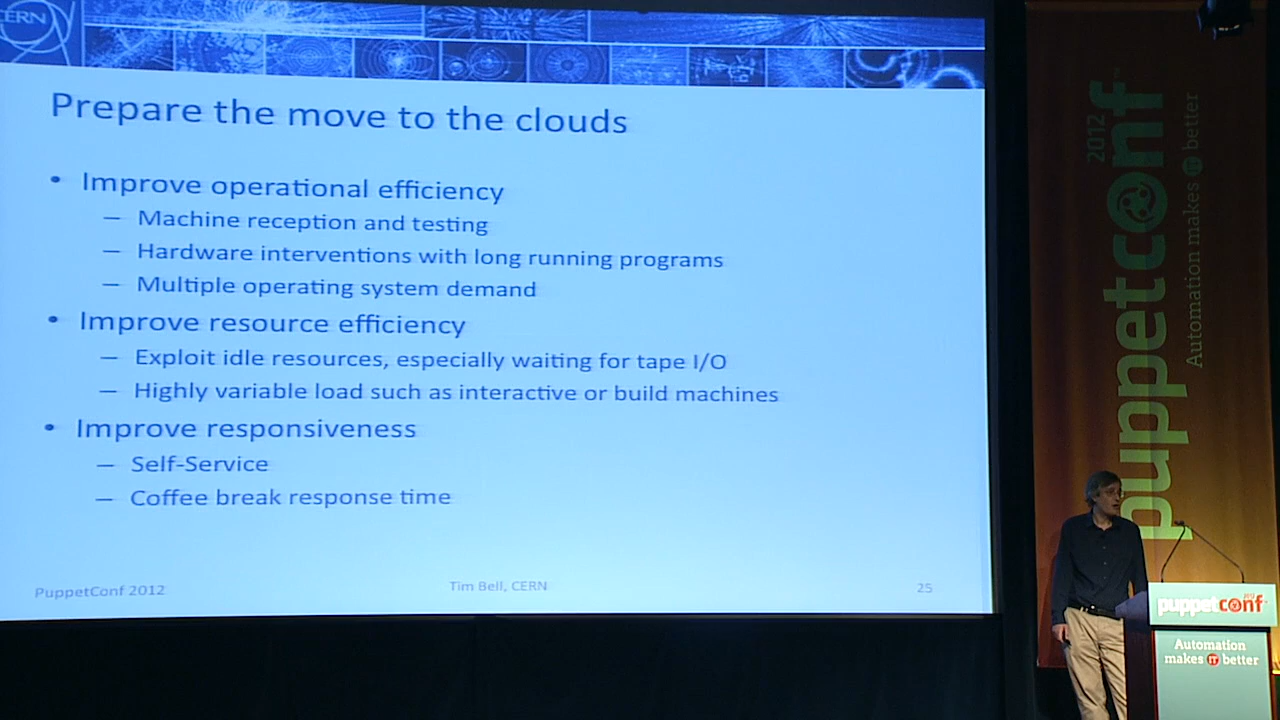 CERN
Prepare the move to the clouds
• Improve operational efficiency
– Machine reception and testing
– Hardware interventions with long running programs
– Multiple operating system demand
• Improve resource efficiency
– Exploit idle resources, especially waiting for tape I/O
– Highly variable load such as interactive or build machines
• Improve responsiveness
– Self-Service
– Coffee break response time
PuppetConf 2012
Tim Bell, CERN
25
puppetconf
2012
Automation makes IT better
puppetconf
2012
Automation
makes IT better